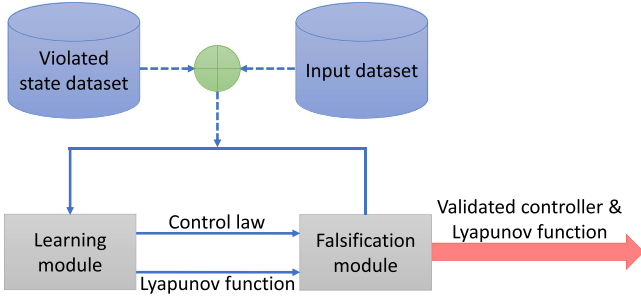 Violated
state dataset
Input dataset
Validated controller &
Lyapunov function
Control law
Learning
module
Falsification
module
Lyapunov function